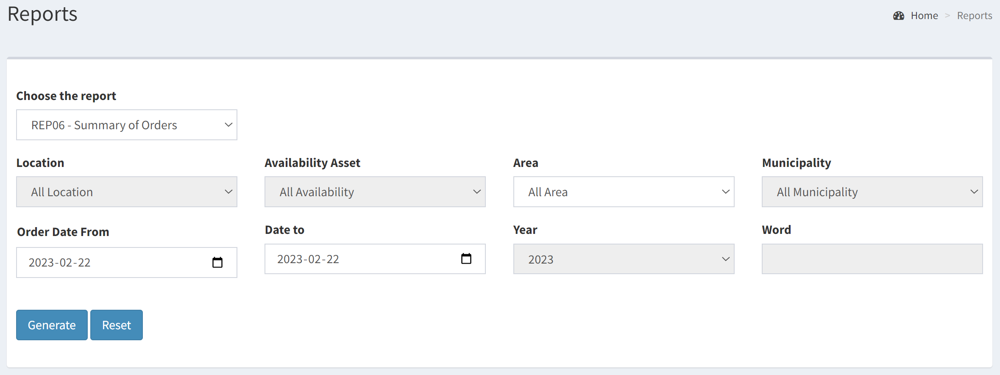 Reports
Home > Reports
Choose the report
REP06 - Summary of Orders
Location
Availability Asset
Area
Municipality
All Location
All Availability
All Area
All Municipality
Order Date From
Date to
Year
Word
2023-02-22
2023-02-22
2023
Generate
Reset